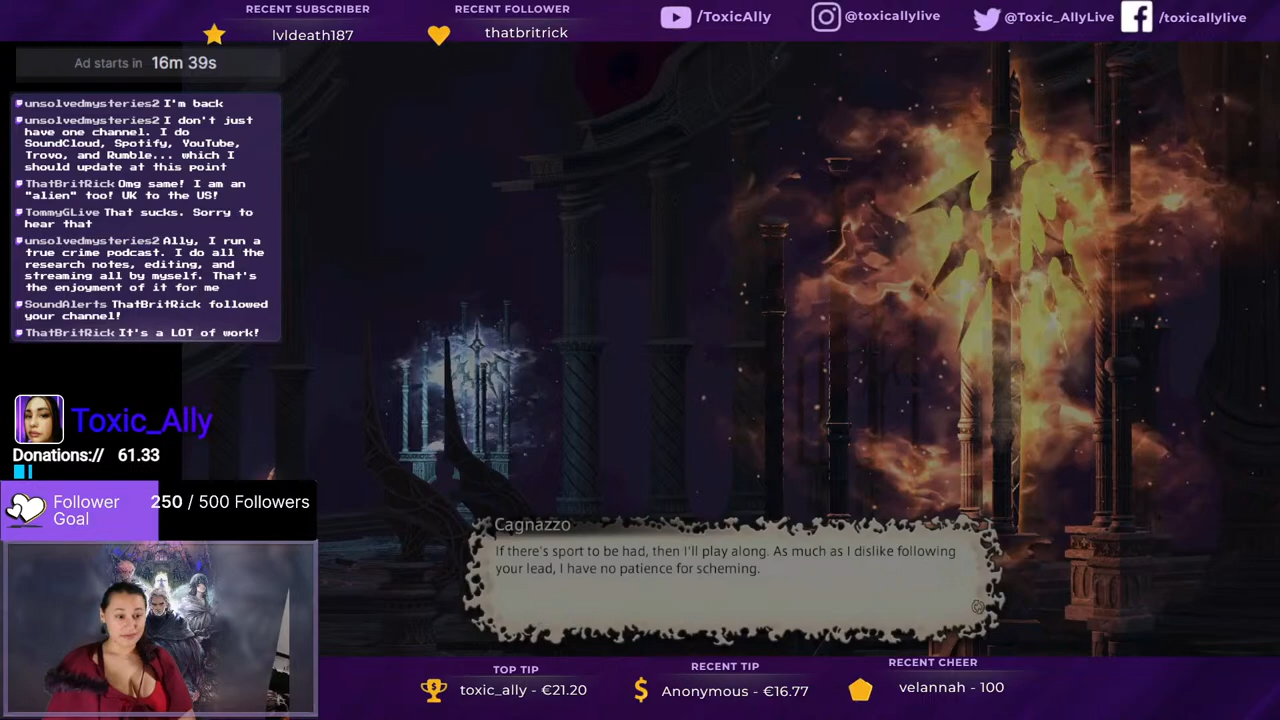 RECENT SUBSCRIBER
lvldeath187
RECENT FOLLOWER
thatbritrick
/ToxicAlly
@toxicallylive
@Toxic_AllyLive
/toxicallylive
Ad starts in 16m 39s
unsolvedmysteries2 I'm back
unsolvedmysteries2 I don't just
have one channel. I do
SoundCloud, Spotify, YouTube,
Trovo, and Rumble... which I
should update at this point
ThatBritRick Omg same! I am an
"alien" too! UK to the US!
TommyGLive That sucks. Sorry to
hear that
unsolvedmysteries2 Ally, I run a
true crime podcast. I do all the
research notes, editing, and
streaming all by myself. That's
the enjoyment of it for me
SoundAlerts ThatBritRick followed
your channel!
ThatBritRick It's a LOT of work!
Toxic_Ally
Donations:// 61.33
Follower
Goal
250 / 500 Followers
Cagnazzo
If there's sport to be had, then I'll play along. As much as I dislike following
your lead, I have no patience for scheming.
TOP TIP
toxic_ally - €21.20
RECENT TIP
Anonymous - €16.77
RECENT CHEER
velannah - 100